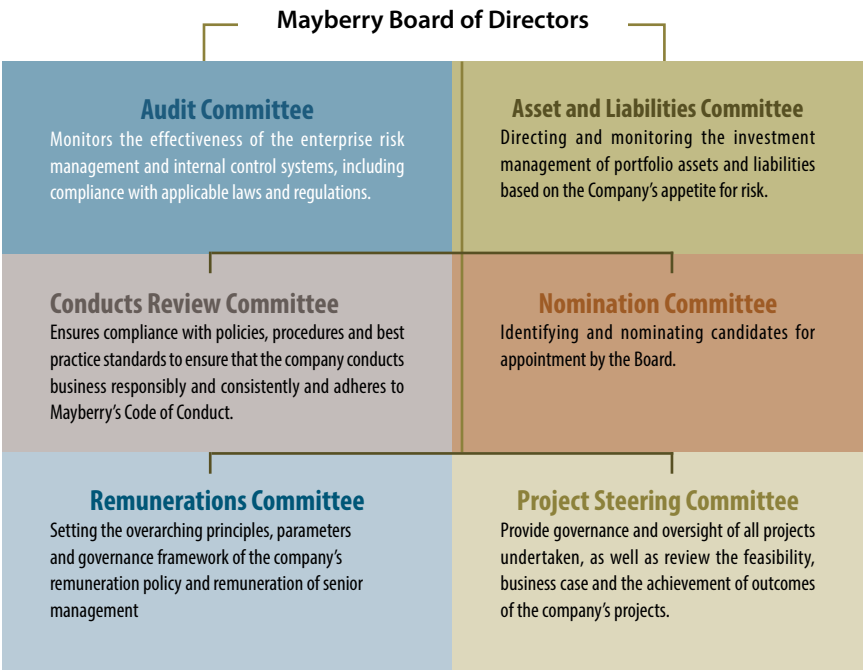 Mayberry Board of Directors
Audit Committee
Monitors the effectiveness of the enterprise risk
management and internal control systems, including
compliance with applicable laws and regulations.
Asset and Liabilities Committee
Directing and monitoring the investment
management of portfolio assets and liabilities
based on the Company's appetite for risk.
Conducts Review Committee
Ensures compliance with policies, procedures and best
practice standards to ensure that the company conducts
business responsibly and consistently and adheres to
Mayberry's Code of Conduct.
Nomination Committee
Identifying and nominating candidates for
appointment by the Board.
Remunerations Committee
Setting the overarching principles, parameters
and governance framework of the company's
remuneration policy and remuneration of senior
management
Project Steering Committee
Provide governance and oversight of all projects
undertaken, as well as review the feasibility,
business case and the achievement of outcomes
of the company's projects.